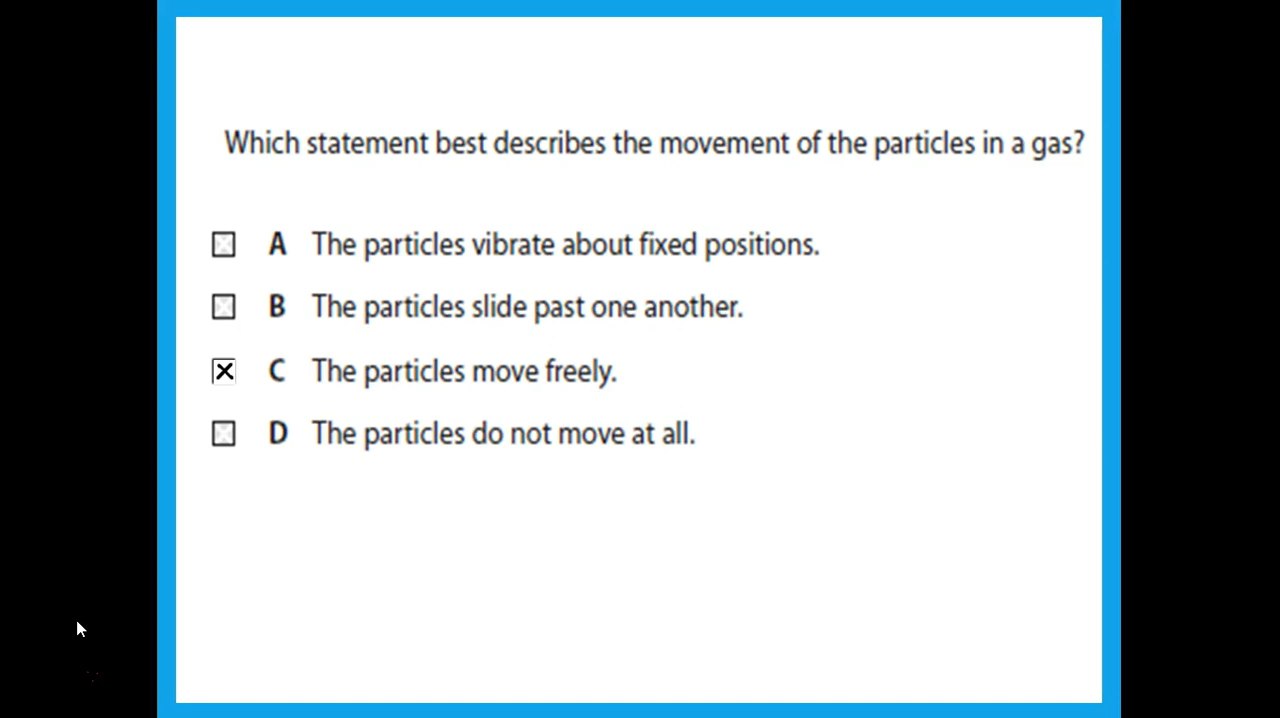 Which statement best describes the movement of the particles in a gas?
A The particles vibrate about fixed positions.
B The particles slide past one another.
C The particles move freely.
D The particles do not move at all.